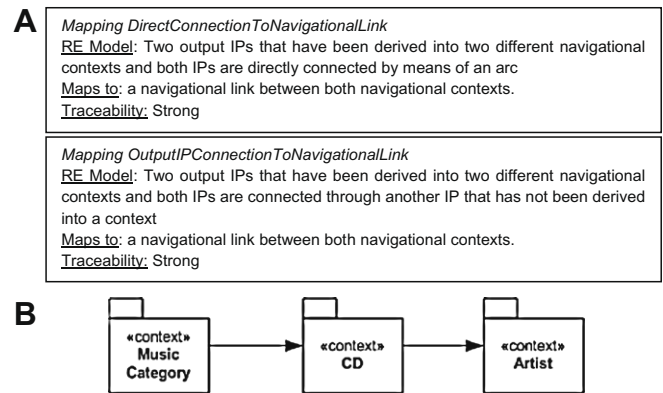 A
Mapping DirectConnectionToNavigationalLink
RE Model: Two output IPs that have been derived into two different navigational
contexts and both IPs are directly connected by means of an arc
Maps to: a navigational link between both navigational contexts.
Traceability: Strong
Mapping OutputIPConnectionToNavigationalLink
RE Model: Two output IPs that have been derived into two different navigational
contexts and both IPs are connected through another IP that has not been derived
into a context
Maps to: a navigational link between both navigational contexts.
Traceability: Strong
B
«context»
Music
Category
«context»
CD
«context»
Artist